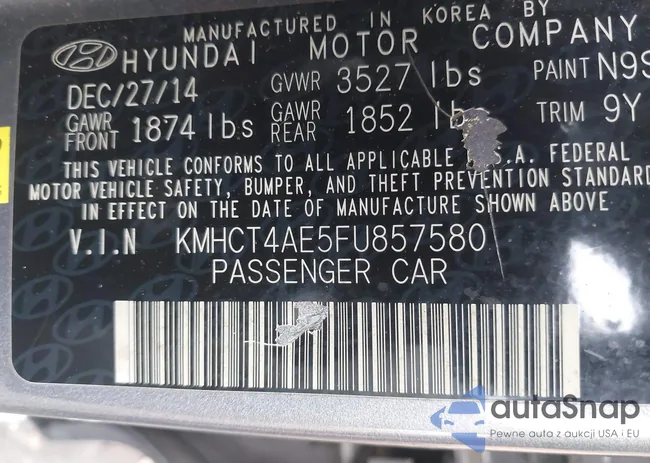 MANUFACTURED IN KOREA BY
HYUNDAI MOTOR COMPANY
DEC/27/14 GVWR 3527 lbs PAINT N9S
GAWR FRONT 1874 lbs GAWR REAR 1852 lb TRIM 9Y
THIS VEHICLE CONFORMS TO ALL APPLICABLE .S.A. FEDERAL
MOTOR VEHICLE SAFETY, BUMPER, AND THEFT PREVENTION STANDARD
IN EFFECT ON THE DATE OF MANUFACTURE SHOWN ABOVE
V.I.N KMHCT4AE5FU857580
PASSENGER CAR
autaSnap
Pewne auta z aukcji USA i EU